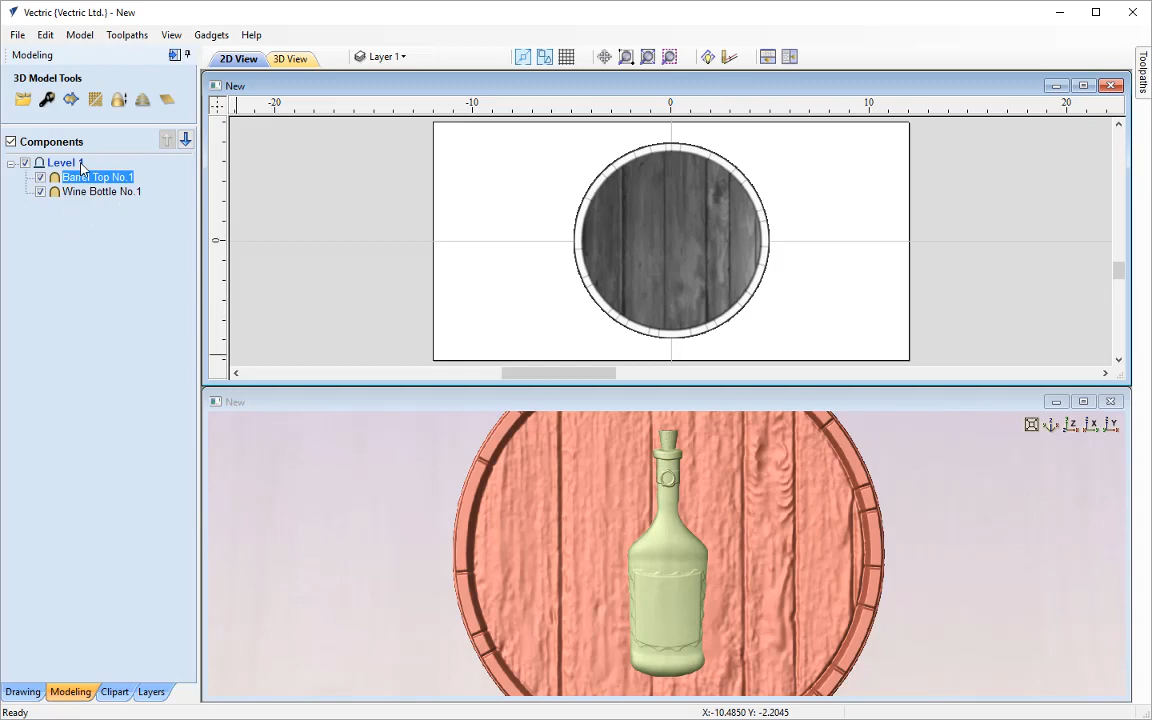 Vectric {Vectric Ltd.} - New
File Edit Model Toolpaths View Gadgets Help
Modeling
2D View
3D View
Layer 1
3D Model Tools
New
-20 -10 0 10 20
Components
Level 1
Barrel Top No.1
Wine Bottle No.1
0
New
Z X Y
Toolpaths
Drawing Modeling Clipart Layers
Ready
X:-10.4850 Y: -2.2045